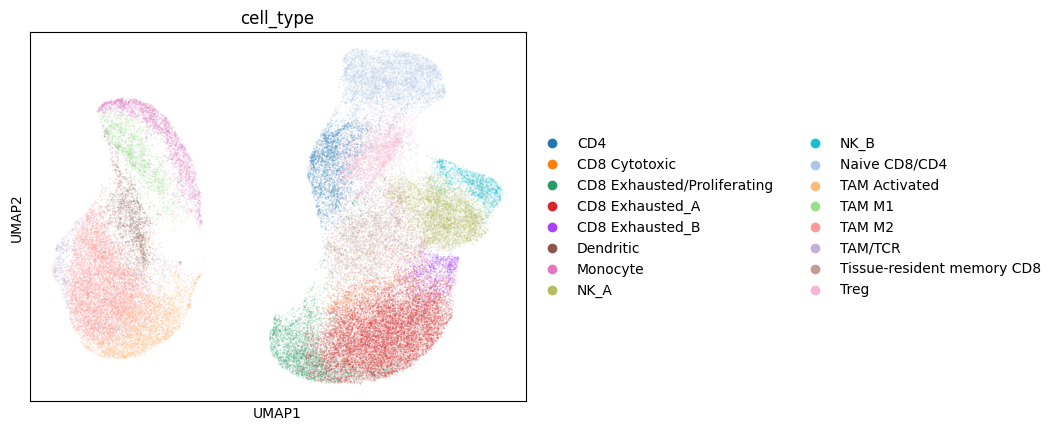 cell_type
UMAP2
UMAP1
CD4
CD8 Cytotoxic
CD8 Exhausted/Proliferating
CD8 Exhausted_A
CD8 Exhausted_B
Dendritic
Monocyte
NK_A
NK_B
Naive CD8/CD4
TAM Activated
TAM M1
TAM M2
TAM/TCR
Tissue-resident memory CD8
Treg